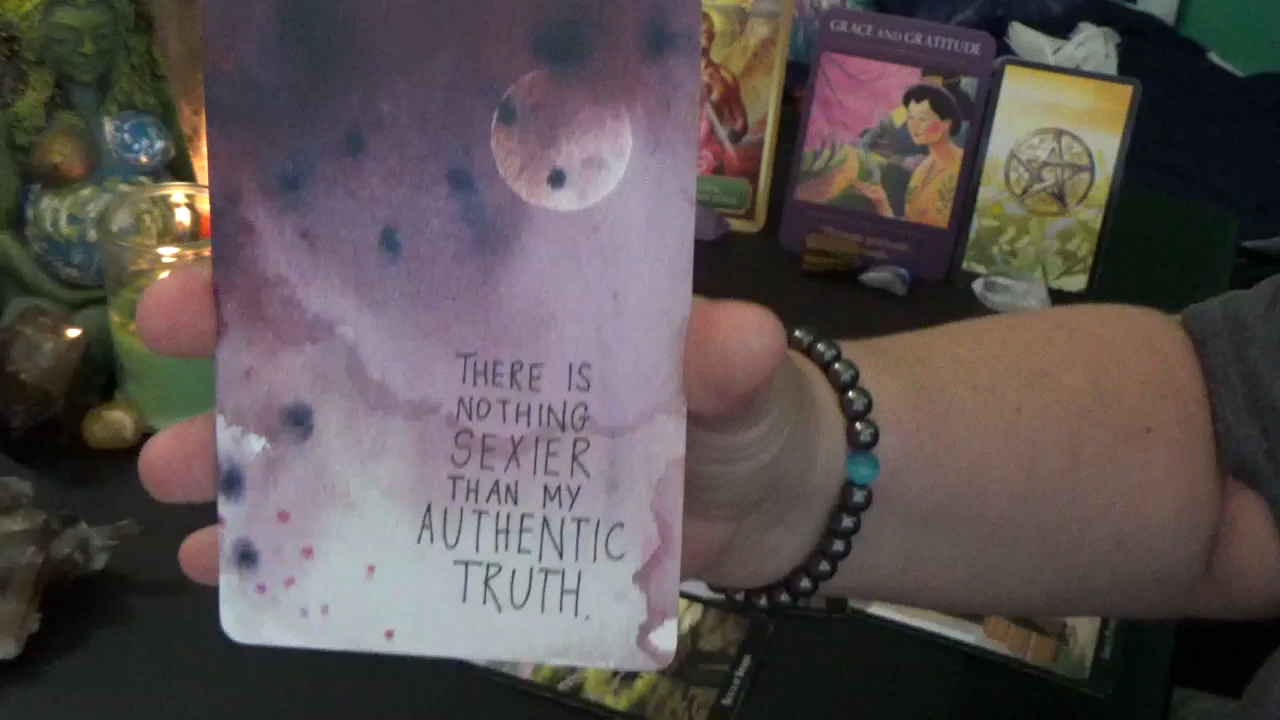 GRACE AND GRATITUDE
THERE IS
NOTHING
SEXIER
THAN MY
AUTHENTIC
TRUTH.